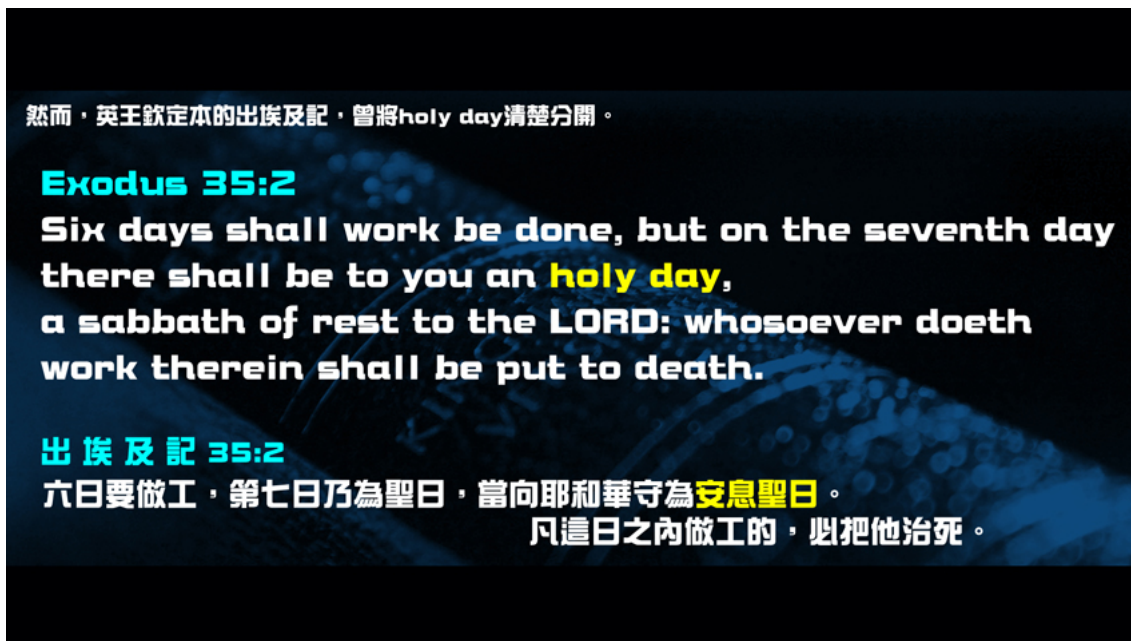 然而，英王欽定本的出埃及記，曾將holy day清楚分開。
Exodus 35:2
Six days shall work be done, but on the seventh day
there shall be to you an holy day,
a sabbath of rest to the LORD: whosoever doeth
work therein shall be put to death.
出埃及記 35:2
六日要做工，第七日乃為聖日，當向耶和華守為安息聖日。
凡這日之內做工的，必把他治死。